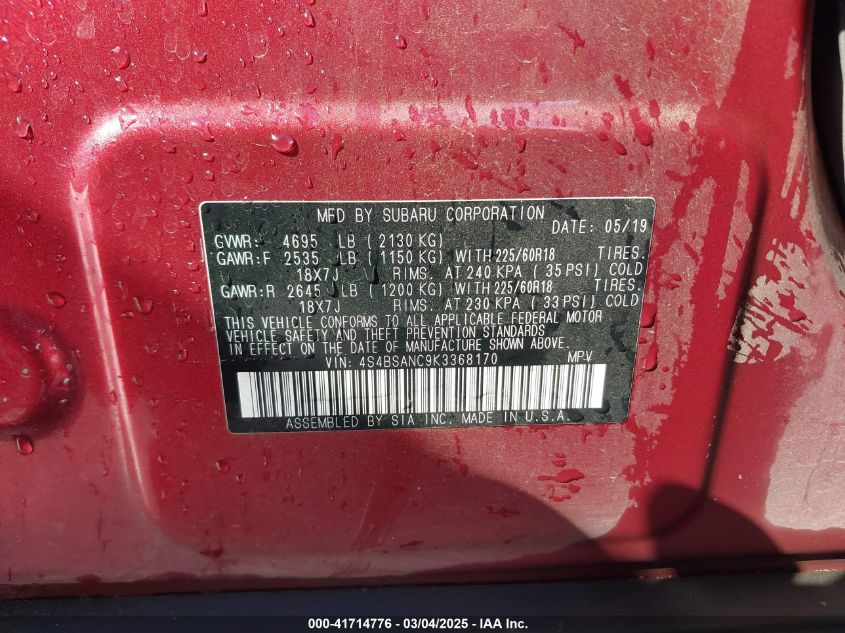 MFD BY SUBARU CORPORATION
DATE: 05/19
GVWR: 4695 LB ( 2130 KG)
GAWR:F 2535 LB ( 1150 KG) WITH 225/60R18 TIRES.
18X7J RIMS. AT 240 KPA ( 35 PSI) COLD
GAWR:R 2645 LB ( 1200 KG) WITH 225/60R18 TIRES.
18X7J RIMS. AT 230 KPA ( 33 PSI) COLD
THIS VEHICLE CONFORMS TO ALL APPLICABLE FEDERAL MOTOR
VEHICLE SAFETY AND THEFT PREVENTION STANDARDS
IN EFFECT ON THE DATE OF MANUFACTURE SHOWN ABOVE.
VIN: 4S4BSANC9K3368170 MPV
ASSEMBLED BY SIA INC. MADE IN U.S.A.
000-41714776 - 03/04/2025 - IAA Inc.